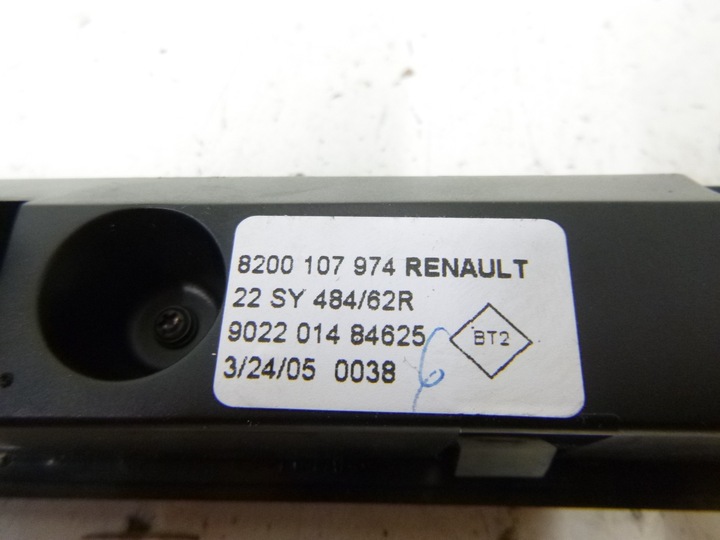 8200 107 974 RENAULT
22 SY 484/62R
9022 014 84625
BT2
3/24/05 0038
6